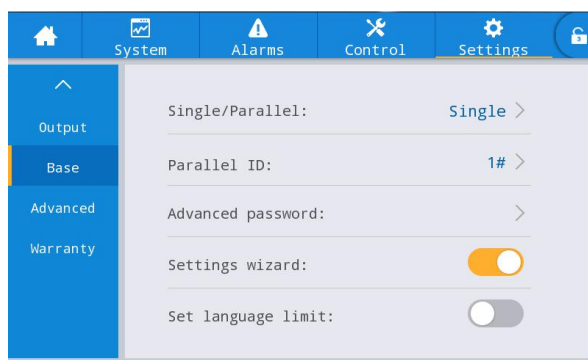 System
Alarms
Control
Settings
Output
Base
Advanced
Warranty
Single/Parallel: Single >
Parallel ID: 1# >
Advanced password: >
Settings wizard:
Set language limit: